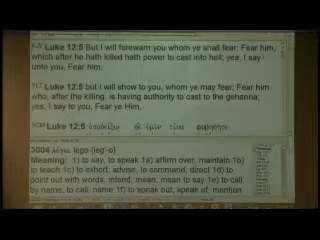 KJV Luke 12:5 But I will forewarn you whom ye shall fear: Fear him,
which after he hath killed hath power to cast into hell; yea, I say
unto you, Fear him.
YLT Luke 12:5 but I will show to you, whom ye may fear; Fear him
who, after the killing, is having authority to cast to the gehenna;
yes, I say to you, Fear ye Him.
Luke 12:5 ὑποδείξω δὲ ὑμῖν τίνα
3004 λέγω lego {leg'-o}
Meaning: 1) to say, to speak 1a) affirm over, maintain 1b)
to teach 1c) to exhort, advise, to command, direct 1d) to
point out with words, intend, mean, mean to say 1e) to call
by name, to call, name 1f) to speak out, speak of, mention